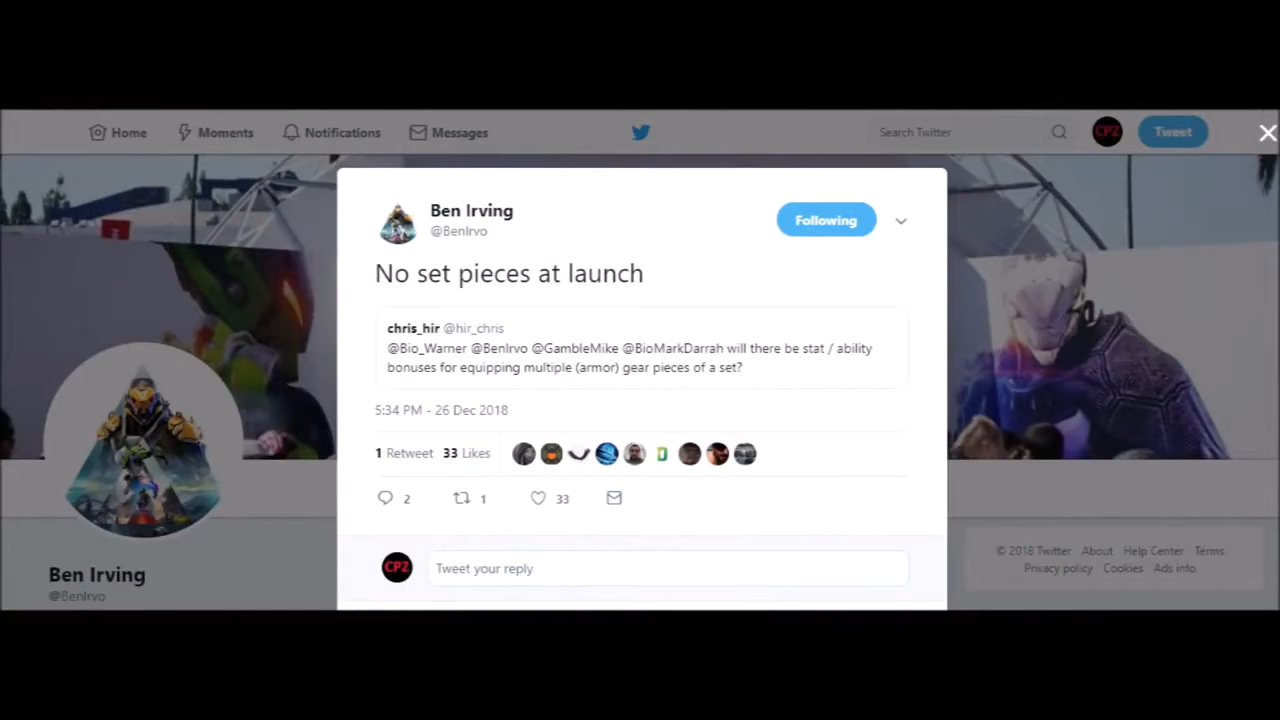 Home Moments Notifications Messages Search Twitter CPZ Tweet
Ben Irving
@BenIrvo
Following
No set pieces at launch
chris_hir @hir_chris
@Bio_Warner @BenIrvo @GambleMike @BioMarkDarrah will there be stat / ability
bonuses for equipping multiple (armor) gear pieces of a set?
5:34 PM - 26 Dec 2018
1 Retweet 33 Likes
D
2 1 33
CPZ Tweet your reply
Ben Irving
@BenIrvo
© 2018 Twitter About Help Center Terms
Privacy policy Cookies Ads info